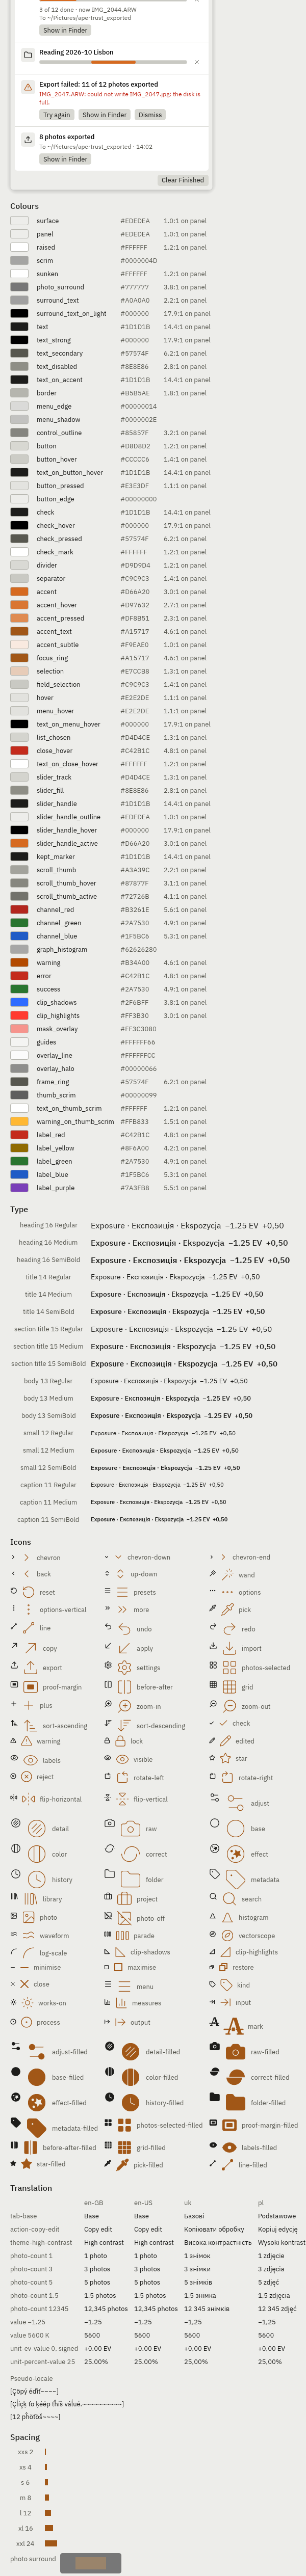 3 of 12 done · now IMG_2044.ARW
To ~/Pictures/apertrust_exported
Show in Finder
Reading 2026-10 Lisbon
Export failed: 11 of 12 photos exported
IMG_2047.ARW: could not write IMG_2047.jpg: the disk is full.
Try again Show in Finder Dismiss
8 photos exported
To ~/Pictures/apertrust_exported · 14:02
Show in Finder
Clear Finished
Colours
surface #EDEDEA 1.0:1 on panel
panel #EDEDEA 1.0:1 on panel
raised #FFFFFF 1.2:1 on panel
scrim #0000004D
sunken #FFFFFF 1.2:1 on panel
photo_surround #777777 3.8:1 on panel
surround_text #A0A0A0 2.2:1 on panel
surround_text_on_light #000000 17.9:1 on panel
text #1D1D1B 14.4:1 on panel
text_strong #000000 17.9:1 on panel
text_secondary #57574F 6.2:1 on panel
text_disabled #8E8E86 2.8:1 on panel
text_on_accent #1D1D1B 14.4:1 on panel
border #B5B5AE 1.8:1 on panel
menu_edge #00000014
menu_shadow #0000002E
control_outline #85857F 3.2:1 on panel
button #D8D8D2 1.2:1 on panel
button_hover #CCCCC6 1.4:1 on panel
text_on_button_hover #1D1D1B 14.4:1 on panel
button_pressed #E3E3DF 1.1:1 on panel
button_edge #00000000
check #1D1D1B 14.4:1 on panel
check_hover #000000 17.9:1 on panel
check_pressed #57574F 6.2:1 on panel
check_mark #FFFFFF 1.2:1 on panel
divider #D9D9D4 1.2:1 on panel
separator #C9C9C3 1.4:1 on panel
accent #D66A20 3.0:1 on panel
accent_hover #D97632 2.7:1 on panel
accent_pressed #DF8B51 2.3:1 on panel
accent_text #A15717 4.6:1 on panel
accent_subtle #F9EAE0 1.0:1 on panel
focus_ring #A15717 4.6:1 on panel
selection #E7CCB8 1.3:1 on panel
field_selection #C9C9C3 1.4:1 on panel
hover #E2E2DE 1.1:1 on panel
menu_hover #E2E2DE 1.1:1 on panel
text_on_menu_hover #000000 17.9:1 on panel
list_chosen #D4D4CE 1.3:1 on panel
close_hover #C42B1C 4.8:1 on panel
text_on_close_hover #FFFFFF 1.2:1 on panel
slider_track #D4D4CE 1.3:1 on panel
slider_fill #8E8E86 2.8:1 on panel
slider_handle #1D1D1B 14.4:1 on panel
slider_handle_outline #EDEDEA 1.0:1 on panel
slider_handle_hover #000000 17.9:1 on panel
slider_handle_active #D66A20 3.0:1 on panel
kept_marker #1D1D1B 14.4:1 on panel
scroll_thumb #A3A39C 2.2:1 on panel
scroll_thumb_hover #87877F 3.1:1 on panel
scroll_thumb_active #72726B 4.1:1 on panel
channel_red #B3261E 5.6:1 on panel
channel_green #2A7530 4.9:1 on panel
channel_blue #1F5BC6 5.3:1 on panel
graph_histogram #62626280
warning #B34A00 4.6:1 on panel
error #C42B1C 4.8:1 on panel
success #2A7530 4.9:1 on panel
clip_shadows #2F6BFF 3.8:1 on panel
clip_highlights #FF3B30 3.0:1 on panel
mask_overlay #FF3C3080
guides #FFFFFF66
overlay_line #FFFFFFCC
overlay_halo #00000066
frame_ring #57574F 6.2:1 on panel
thumb_scrim #00000099
text_on_thumb_scrim #FFFFFF 1.2:1 on panel
warning_on_thumb_scrim #FFB833 1.5:1 on panel
label_red #C42B1C 4.8:1 on panel
label_yellow #8F6A00 4.2:1 on panel
label_green #2A7530 4.9:1 on panel
label_blue #1F5BC6 5.3:1 on panel
label_purple #7A3FB8 5.5:1 on panel
Type
heading 16 Regular Exposure · Експозиція · Ekspozycja −1.25 EV +0,50
heading 16 Medium Exposure · Експозиція · Ekspozycja −1.25 EV +0,50
heading 16 SemiBold Exposure · Експозиція · Ekspozycja −1.25 EV +0,50
title 14 Regular Exposure · Експозиція · Ekspozycja −1.25 EV +0,50
title 14 Medium Exposure · Експозиція · Ekspozycja −1.25 EV +0,50
title 14 SemiBold Exposure · Експозиція · Ekspozycja −1.25 EV +0,50
section title 15 Regular Exposure · Експозиція · Ekspozycja −1.25 EV +0,50
section title 15 Medium Exposure · Експозиція · Ekspozycja −1.25 EV +0,50
section title 15 SemiBold Exposure · Експозиція · Ekspozycja −1.25 EV +0,50
body 13 Regular Exposure · Експозиція · Ekspozycja −1.25 EV +0,50
body 13 Medium Exposure · Експозиція · Ekspozycja −1.25 EV +0,50
body 13 SemiBold Exposure · Експозиція · Ekspozycja −1.25 EV +0,50
small 12 Regular Exposure · Експозиція · Ekspozycja −1.25 EV +0,50
small 12 Medium Exposure · Експозиція · Ekspozycja −1.25 EV +0,50
small 12 SemiBold Exposure · Експозиція · Ekspozycja −1.25 EV +0,50
caption 11 Regular Exposure · Експозиція · Ekspozycja −1.25 EV +0,50
caption 11 Medium Exposure · Експозиція · Ekspozycja −1.25 EV +0,50
caption 11 SemiBold Exposure · Експозиція · Ekspozycja −1.25 EV +0,50
Icons
chevron chevron-down chevron-end
back up-down wand
reset presets options
options-vertical more pick
line undo redo
copy apply import
export settings photos-selected
proof-margin before-after grid
plus zoom-in zoom-out
sort-ascending sort-descending check
warning lock edited
labels visible star
reject rotate-left rotate-right
flip-horizontal flip-vertical adjust
detail raw base
color correct effect
history folder metadata
library project search
photo photo-off histogram
waveform parade vectorscope
log-scale clip-shadows clip-highlights
minimise maximise restore
close menu kind
works-on measures input
process output mark
adjust-filled detail-filled raw-filled
base-filled color-filled correct-filled
effect-filled history-filled folder-filled
metadata-filled photos-selected-filled proof-margin-filled
before-after-filled grid-filled labels-filled
star-filled pick-filled line-filled
Translation
en-GB en-US uk pl
tab-base Base Base Базові Podstawowe
action-copy-edit Copy edit Copy edit Копіювати обробку Kopiuj edycję
theme-high-contrast High contrast High contrast Висока контрастність Wysoki kontrast
photo-count 1 1 photo 1 photo 1 знімок 1 zdjęcie
photo-count 3 3 photos 3 photos 3 знімки 3 zdjęcia
photo-count 5 5 photos 5 photos 5 знімків 5 zdjęć
photo-count 1.5 1.5 photos 1.5 photos 1,5 знімка 1,5 zdjęcia
photo-count 12345 12,345 photos 12,345 photos 12 345 знімків 12 345 zdjęć
value −1.25 −1.25 −1.25 −1,25 −1,25
value 5600 K 5600 5600 5600 5600
unit-ev-value 0, signed +0.00 EV +0.00 EV +0,00 EV +0,00 EV
unit-percent-value 25 25.00% 25.00% 25,00% 25,00%
Pseudo-locale
[12 þĥöťöš~~~~]
Spacing
xxs 2
xs 4
s 6
m 8
l 12
xl 16
xxl 24
photo surround